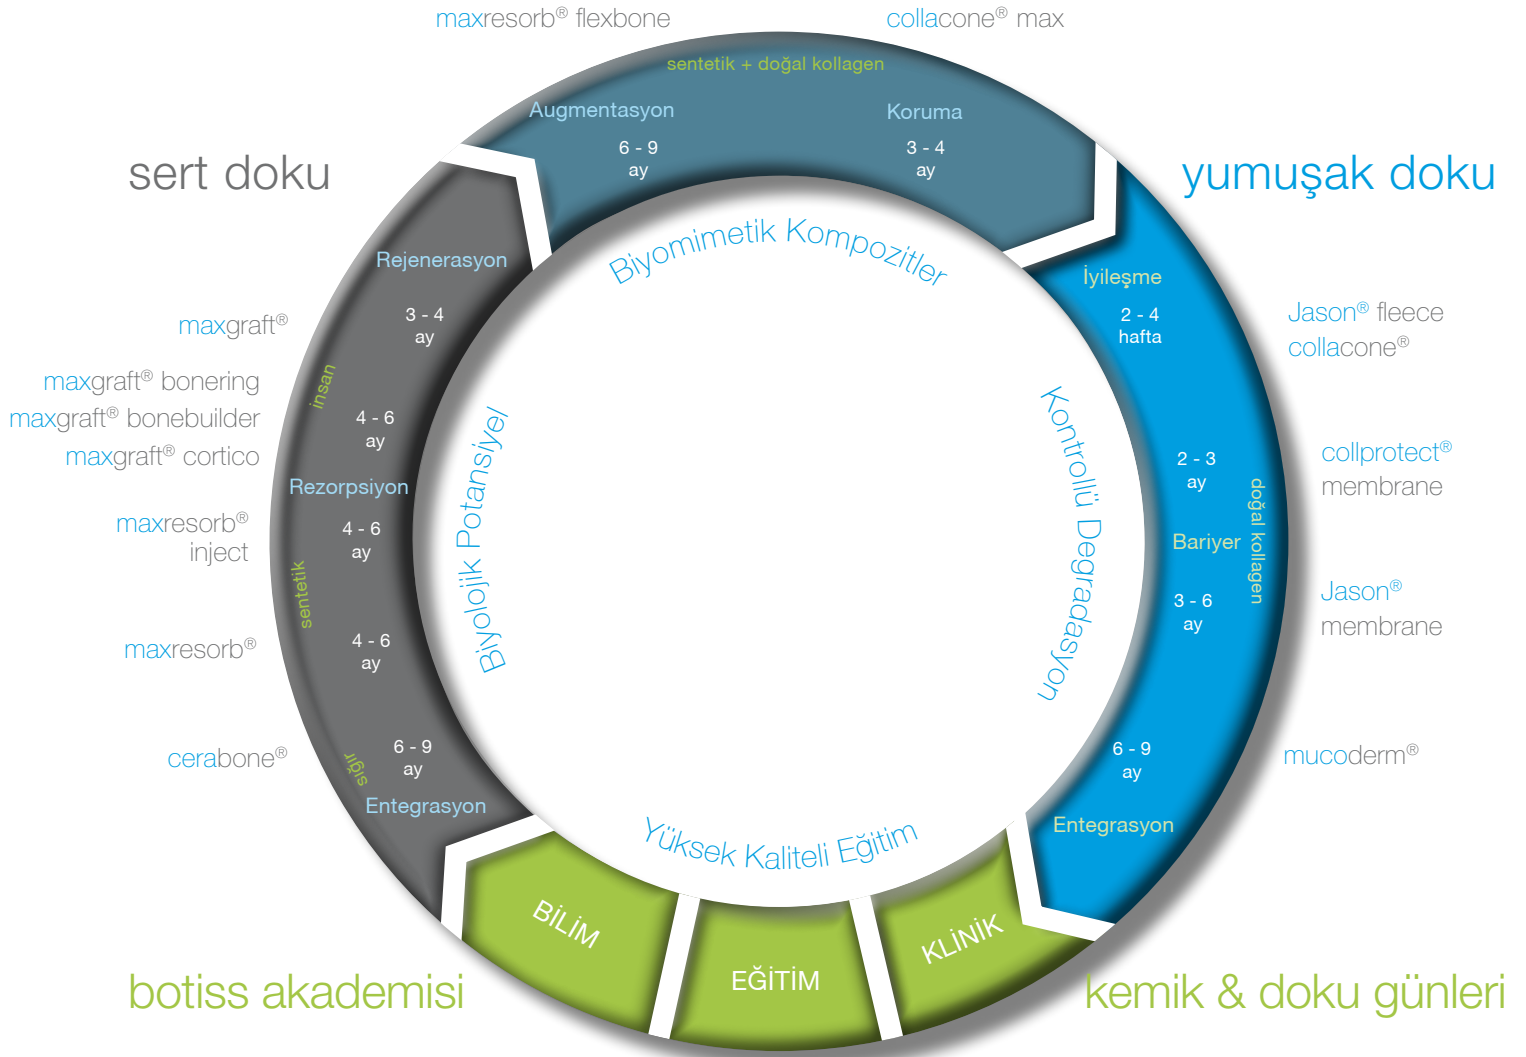 maxresorb® flexbone
collacone® max
sentetik + doğal kollagen
Augmentasyon
6 - 9
ay
Koruma
3 - 4
ay
sert doku
yumuşak doku
Biyomimetik Kompozitler
Rejenerasyon
3 - 4
ay
maxgraft®
insan
maxgraft® bonering
maxgraft® bonebuilder
maxgraft® cortico
4 - 6
ay
Rezorpsiyon
4 - 6
ay
maxresorb®
inject
sentetik
4 - 6
ay
maxresorb®
cerabone®
sığır
6 - 9
ay
Entegrasyon
Biyolojik Potansiyel
Kontrollü Degradasyon
İyileşme
2 - 4
hafta
Jason® fleece
collacone®
2 - 3
ay
collprotect®
membrane
doğal kollagen
Bariyer
3 - 6
ay
Jason®
membrane
6 - 9
ay
mucoderm®
Entegrasyon
Yüksek Kaliteli Eğitim
BİLİM
EĞİTİM
KLİNİK
botiss akademisi
kemik & doku günleri